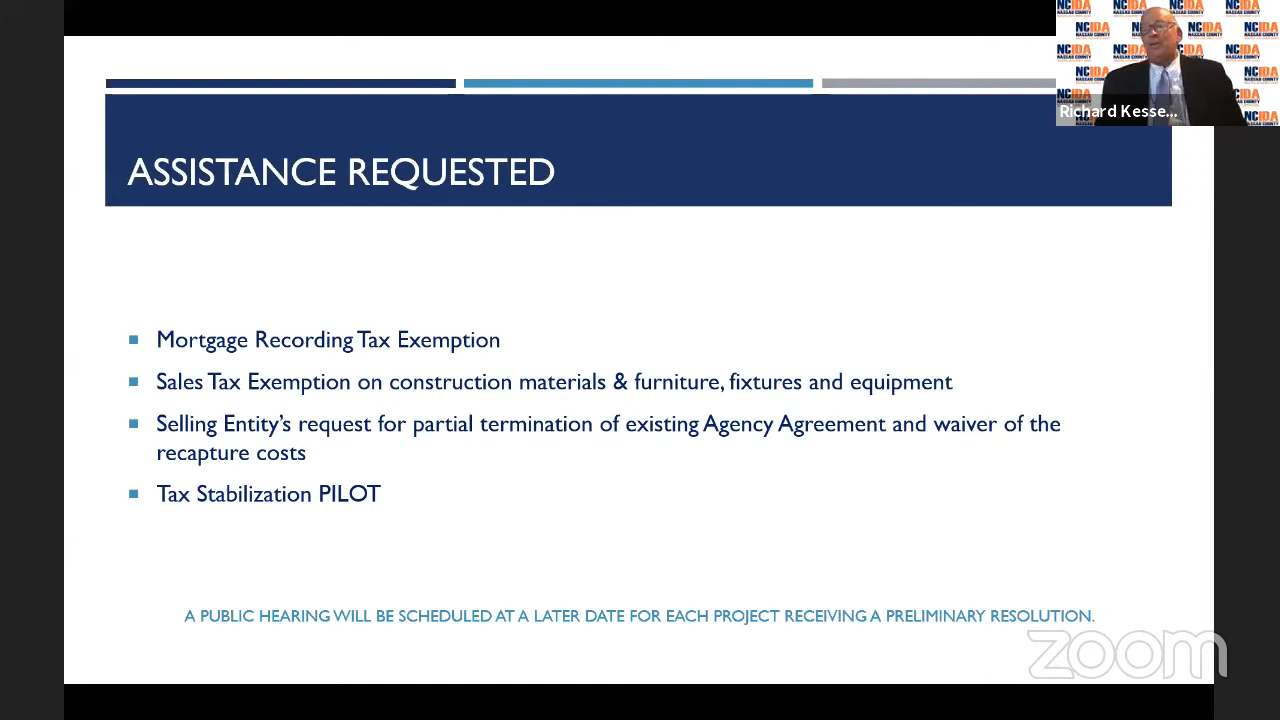 ASSISTANCE REQUESTED
Richard Kesse...
Mortgage Recording Tax Exemption
Sales Tax Exemption on construction materials & furniture, fixtures and equipment
Selling Entity's request for partial termination of existing Agency Agreement and waiver of the
recapture costs
Tax Stabilization PILOT
A PUBLIC HEARING WILL BE SCHEDULED AT A LATER DATE FOR EACH PROJECT RECEIVING A PRELIMINARY RESOLUTION.
zoom
NCIDA
NASSAU COUNTY